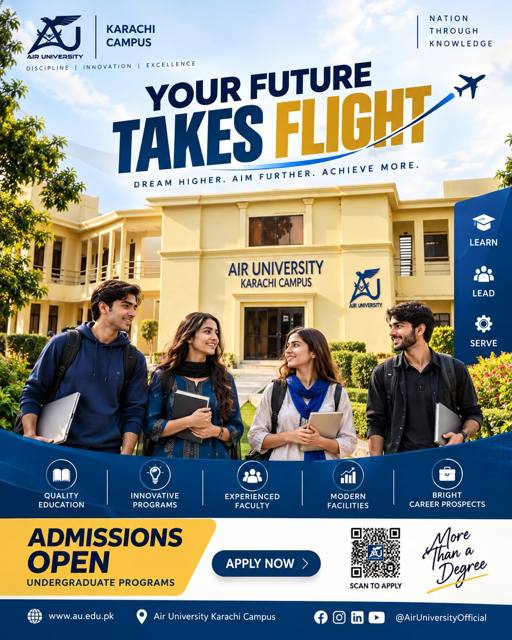 AU
AIR UNIVERSITY
KARACHI
CAMPUS
DISCIPLINE | INNOVATION | EXCELLENCE
NATION
THROUGH
KNOWLEDGE
YOUR FUTURE
TAKES FLIGHT
DREAM HIGHER. AIM FURTHER. ACHIEVE MORE.
AIR UNIVERSITY
KARACHI CAMPUS
AU
AIR UNIVERSITY
LEARN
LEAD
SERVE
QUALITY
EDUCATION
INNOVATIVE
PROGRAMS
EXPERIENCED
FACULTY
MODERN
FACILITIES
BRIGHT
CAREER PROSPECTS
ADMISSIONS
OPEN
UNDERGRADUATE PROGRAMS
APPLY NOW
AU
SCAN TO APPLY
More
Than a
Degree
www.au.edu.pk
Air University Karachi Campus
@AirUniversityOfficial